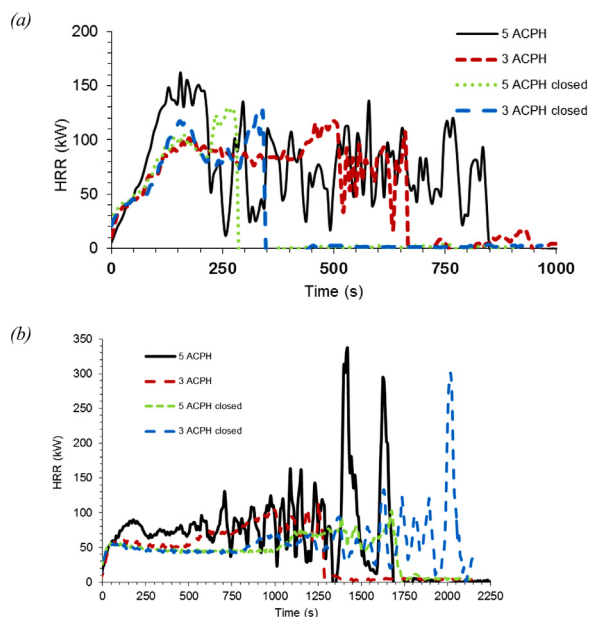 (a)
200
150
100
50
0
HRR (kW)
0 250 500 750 1000
Time (s)
5 ACPH
3 ACPH
5 ACPH closed
3 ACPH closed
(b)
350
300
250
200
150
100
50
0
HRR (kW)
0 250 500 750 1000 1250 1500 1750 2000 2250
Time (s)
5 ACPH
3 ACPH
5 ACPH closed
3 ACPH closed